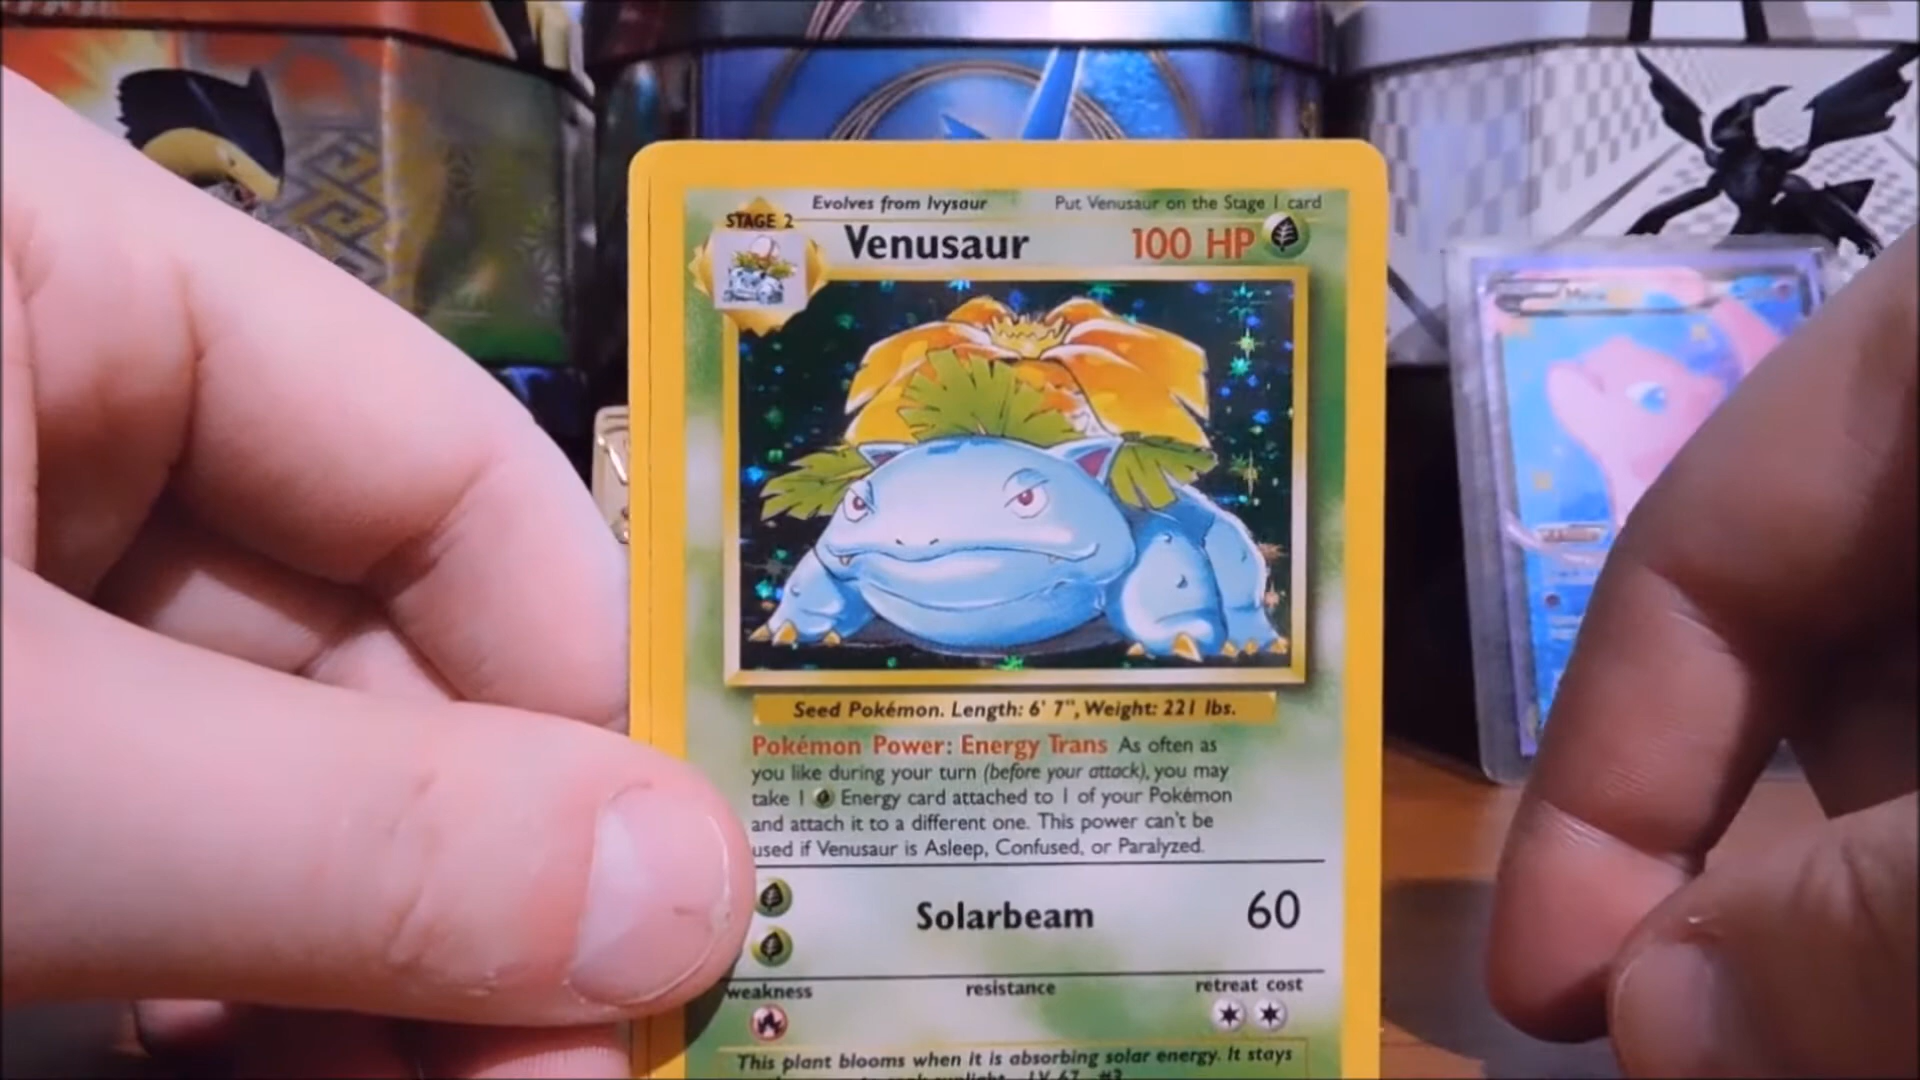 Evolves from Ivysaur Put Venusaur on the Stage 1 card
STAGE 2
Venusaur 100 HP
Seed Pokémon. Length: 6' 7", Weight: 221 lbs.
Pokémon Power: Energy Trans As often as
you like during your turn (before your attack), you may
take 1 Energy card attached to 1 of your Pokémon
and attach it to a different one. This power can't be
used if Venusaur is Asleep, Confused, or Paralyzed.
Solarbeam 60
weakness resistance retreat cost
This plant blooms when it is absorbing solar energy. It stays
LV. 67 #3